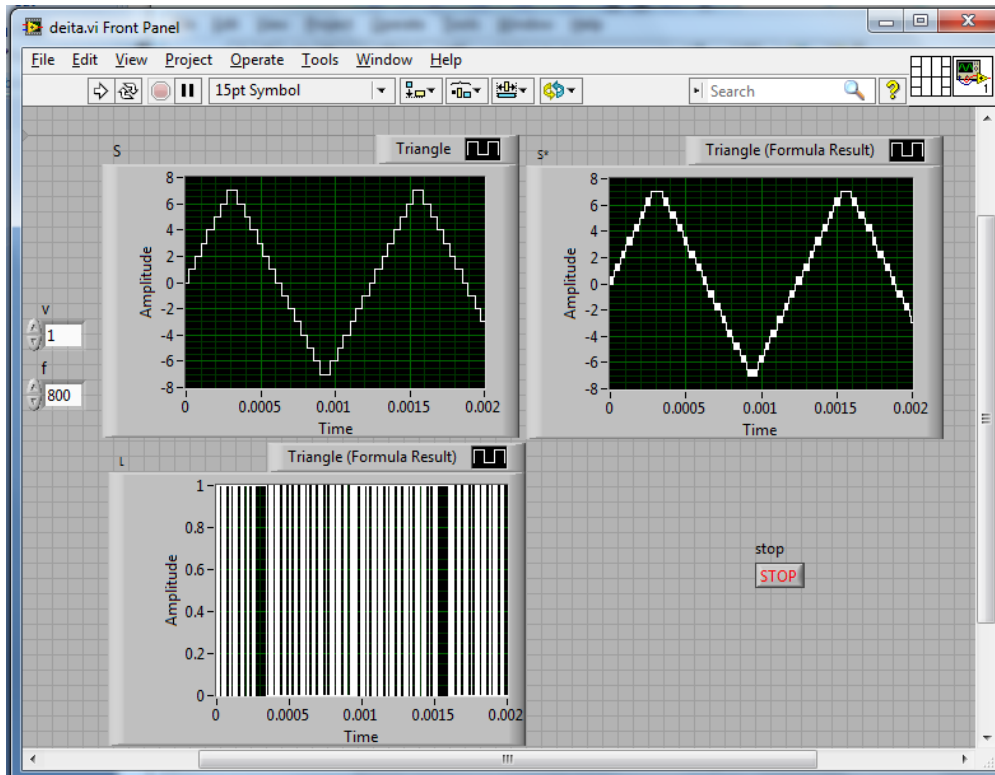 deita.vi Front Panel
File Edit View Project Operate Tools Window Help
15pt Symbol
Search
1
S
Triangle
8
6
4
2
0
-2
-4
-6
-8
Amplitude
0 0.0005 0.001 0.0015 0.002
Time
S*
Triangle (Formula Result)
8
6
4
2
0
-2
-4
-6
-8
Amplitude
0 0.0005 0.001 0.0015 0.002
Time
v
1
f
800
L
Triangle (Formula Result)
1
0.8
0.6
0.4
0.2
0
Amplitude
0 0.0005 0.001 0.0015 0.002
Time
stop
STOP